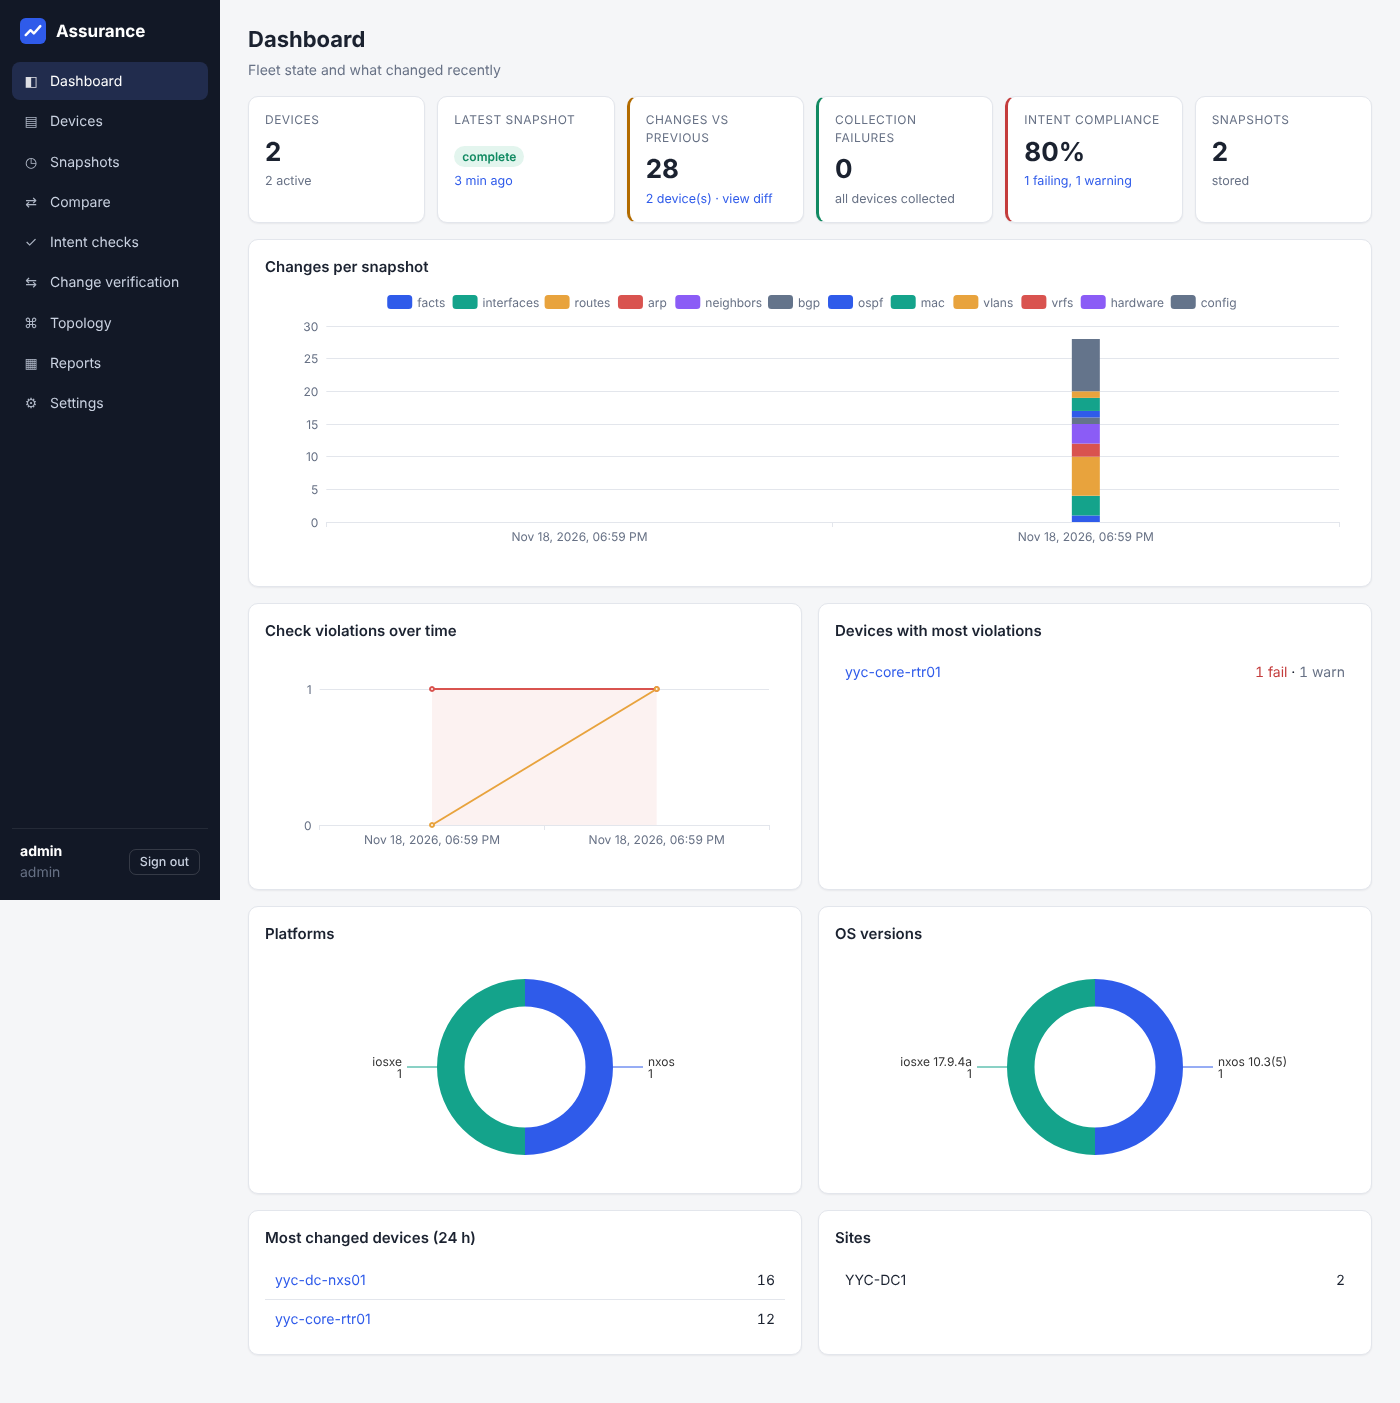 Assurance
Dashboard
Devices
Snapshots
Compare
Intent checks
Change verification
Topology
Reports
Settings
admin
admin
Sign out
Dashboard
Fleet state and what changed recently
DEVICES
2
2 active
LATEST SNAPSHOT
complete
3 min ago
CHANGES VS
PREVIOUS
28
2 device(s) · view diff
COLLECTION
FAILURES
0
all devices collected
INTENT COMPLIANCE
80%
1 failing, 1 warning
SNAPSHOTS
2
stored
Changes per snapshot
facts interfaces routes arp neighbors bgp ospf mac vlans vrfs hardware config
30
25
20
15
10
5
0
Nov 18, 2026, 06:59 PM Nov 18, 2026, 06:59 PM
Check violations over time
1
0
Nov 18, 2026, 06:59 PM Nov 18, 2026, 06:59 PM
Devices with most violations
yyc-core-rtr01 1 fail · 1 warn
Platforms
iosxe
1
nxos
1
OS versions
iosxe 17.9.4a
1
nxos 10.3(5)
1
Most changed devices (24 h)
yyc-dc-nxs01 16
yyc-core-rtr01 12
Sites
YYC-DC1 2